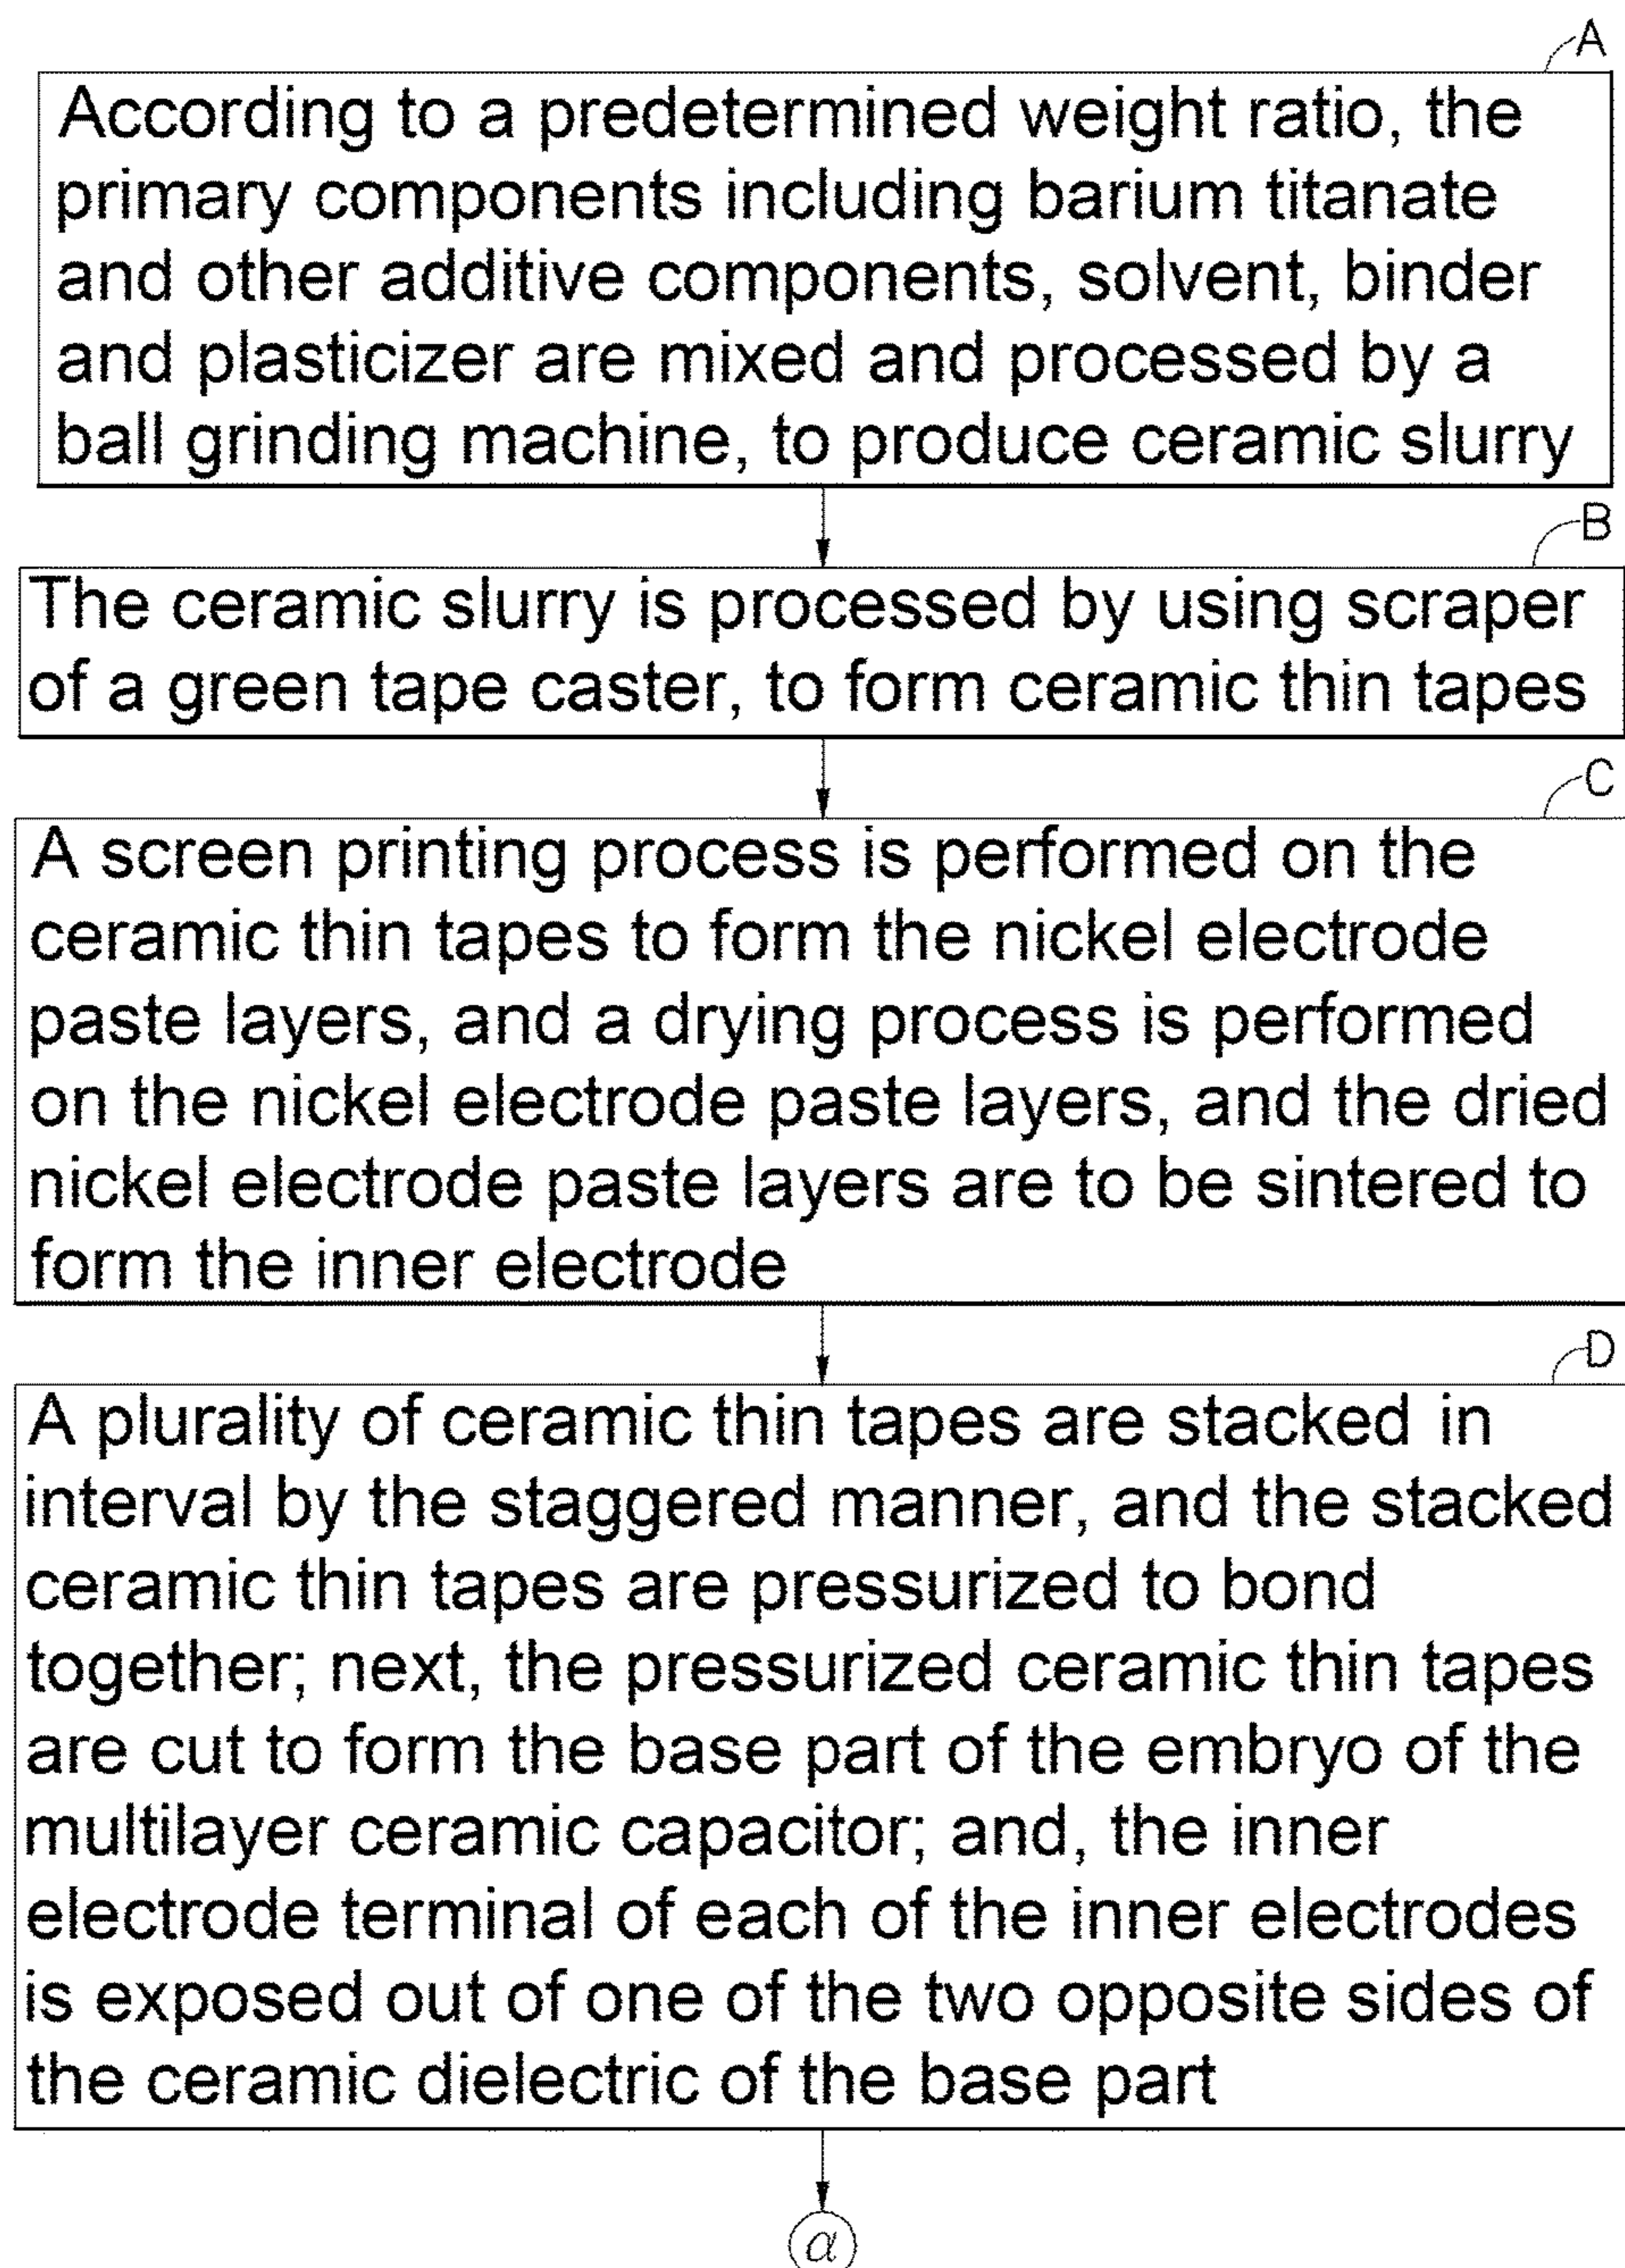 A
According to a predetermined weight ratio, the
primary components including barium titanate
and other additive components, solvent, binder
and plasticizer are mixed and processed by a
ball grinding machine, to produce ceramic slurry
B
The ceramic slurry is processed by using scraper
of a green tape caster, to form ceramic thin tapes
C
A screen printing process is performed on the
ceramic thin tapes to form the nickel electrode
paste layers, and a drying process is performed
on the nickel electrode paste layers, and the dried
nickel electrode paste layers are to be sintered to
form the inner electrode
D
A plurality of ceramic thin tapes are stacked in
interval by the staggered manner, and the stacked
ceramic thin tapes are pressurized to bond
together; next, the pressurized ceramic thin tapes
are cut to form the base part of the embryo of the
multilayer ceramic capacitor; and, the inner
electrode terminal of each of the inner electrodes
is exposed out of one of the two opposite sides of
the ceramic dielectric of the base part
a